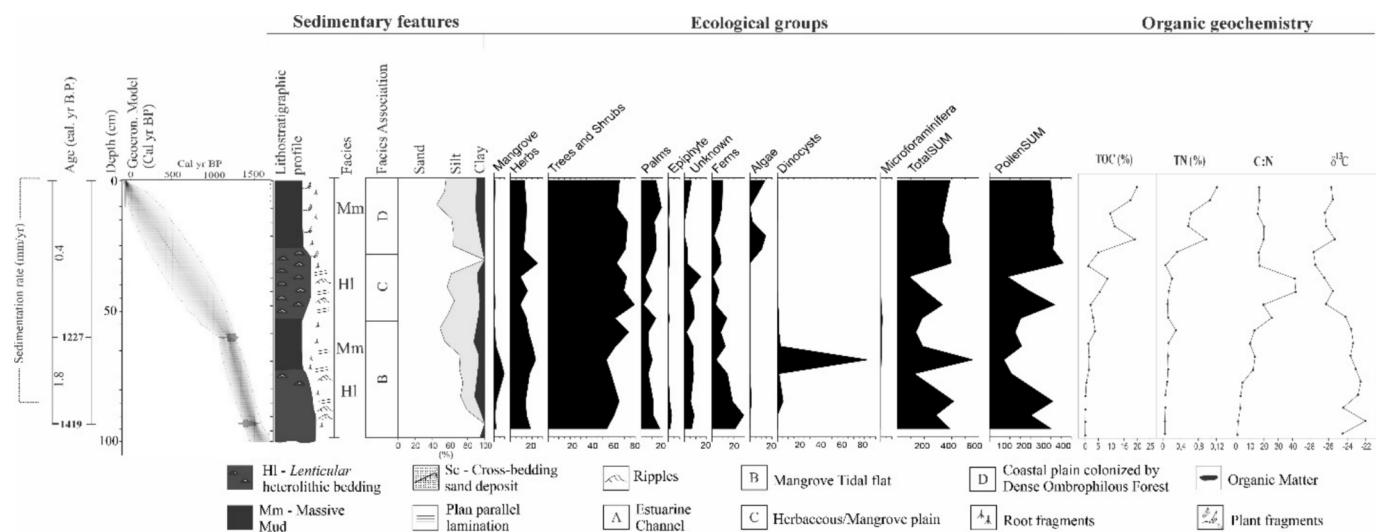 Sedimentary features
Ecological groups
Organic geochemistry
Sedimentation rate (mm/yr)
Age (cal. yr B.P.)
Depth (cm)
Geocron. Model
(Cal yr BP)
Lithostratigraphic
profile
Facies
Facies Association
Sand
Silt
Clay
Mangrove
Herbs
Trees and Shrubs
Palms
Epiphyte
Unknown
Ferns
Algae
Dinocysts
Microforaminifera
TotalSUM
PollenSUM
TOC (%)
TN (%)
C:N
δ¹³C
Cal yr BP
0 500 1000 1500
0
50
100
0.4
1227
1.8
1419
Mm
Hl
Mm
Hl
D
C
B
0 20 40 60 80 100
(%)
20
20 40 60 80 100
20
20
20
20 40 60 80
200 400 600
100 200 300 400
0 5 10 15 20 25 30
0 0,4 0,8 0,12
0 10 20 30 40 50
-28 -26 -24 -22
Hl - Lenticular
heterolithic bedding
Sc - Cross-bedding
sand deposit
Ripples
B Mangrove Tidal flat
D Coastal plain colonized by
Dense Ombrophilous Forest
Organic Matter
Mm - Massive
Mud
Plan parallel
lamination
A Estuarine
Channel
C Herbaceous/Mangrove plain
Root fragments
Plant fragments